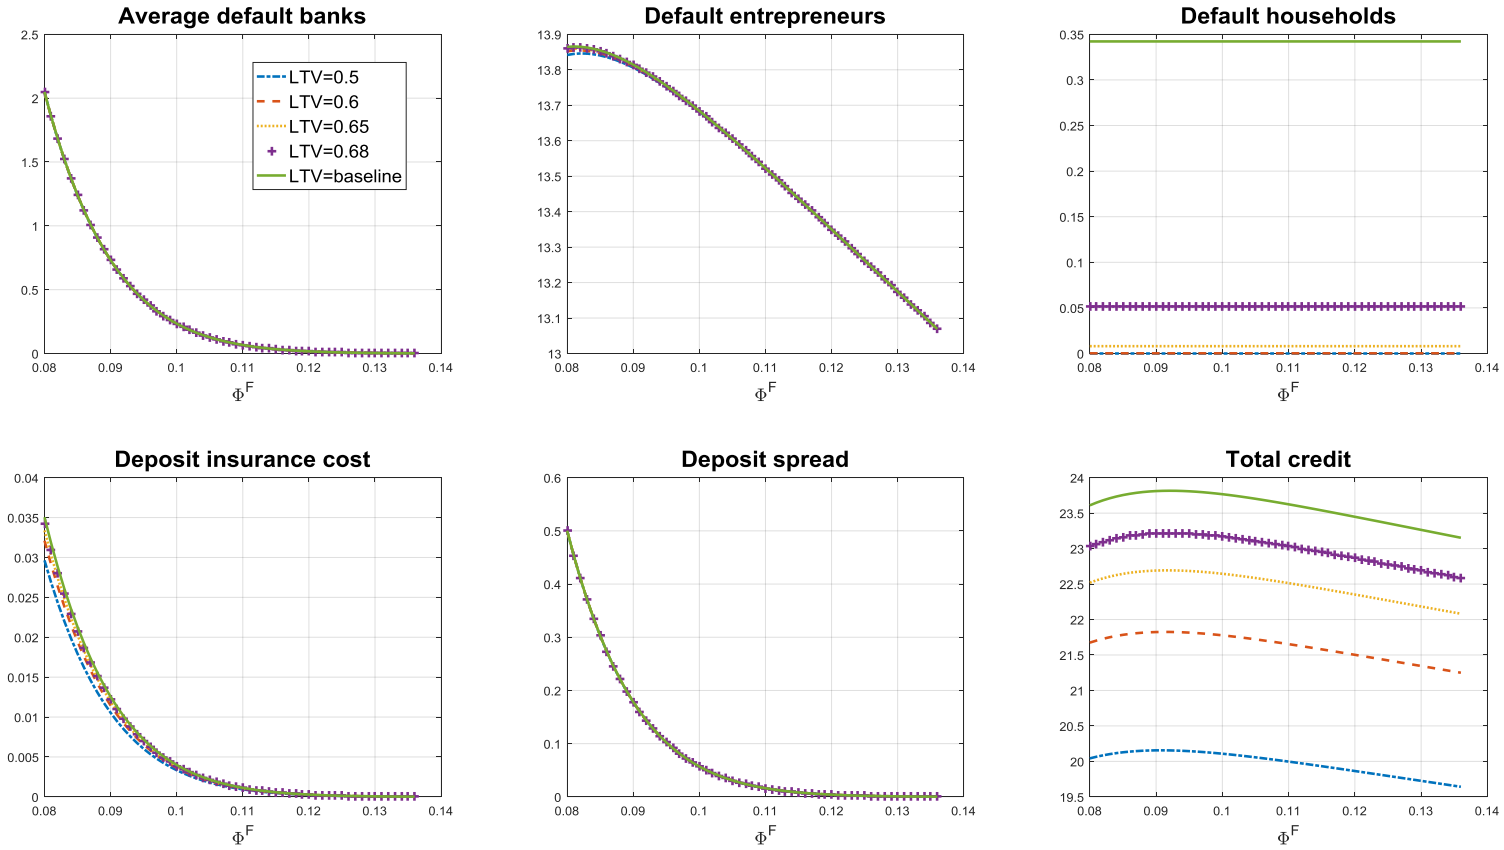 Average default banks
2.5
2
1.5
1
0.5
0
0.08 0.09 0.1 0.11 0.12 0.13 0.14
Φ^F
LTV=0.5
LTV=0.6
LTV=0.65
LTV=0.68
LTV=baseline
Default entrepreneurs
13.9
13.8
13.7
13.6
13.5
13.4
13.3
13.2
13.1
13
0.08 0.09 0.1 0.11 0.12 0.13 0.14
Φ^F
Default households
0.35
0.3
0.25
0.2
0.15
0.1
0.05
0
0.08 0.09 0.1 0.11 0.12 0.13 0.14
Φ^F
Deposit insurance cost
0.04
0.035
0.03
0.025
0.02
0.015
0.01
0.005
0
0.08 0.09 0.1 0.11 0.12 0.13 0.14
Φ^F
Deposit spread
0.6
0.5
0.4
0.3
0.2
0.1
0
0.08 0.09 0.1 0.11 0.12 0.13 0.14
Φ^F
Total credit
24
23.5
23
22.5
22
21.5
21
20.5
20
19.5
0.08 0.09 0.1 0.11 0.12 0.13 0.14
Φ^F